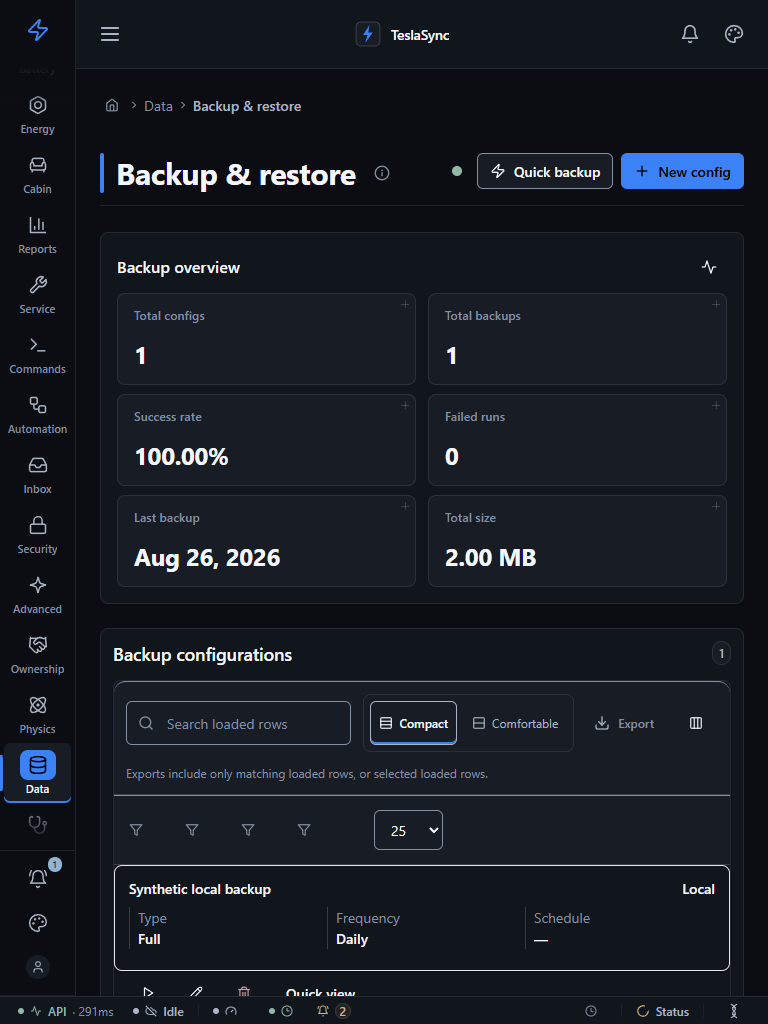 TeslaSync
Battery
Energy
Cabin
Reports
Service
Commands
Automation
Inbox
Security
Advanced
Ownership
Physics
Data
1
Data
Backup & restore
Backup & restore
Quick backup
New config
Backup overview
Total configs
1
Total backups
1
Success rate
100.00%
Failed runs
0
Last backup
Aug 26, 2026
Total size
2.00 MB
Backup configurations
1
Search loaded rows
Compact
Comfortable
Export
Exports include only matching loaded rows, or selected loaded rows.
25
Synthetic local backup
Local
Type
Full
Frequency
Daily
Schedule
—
Quick view
API · 291ms
Idle
2
Status